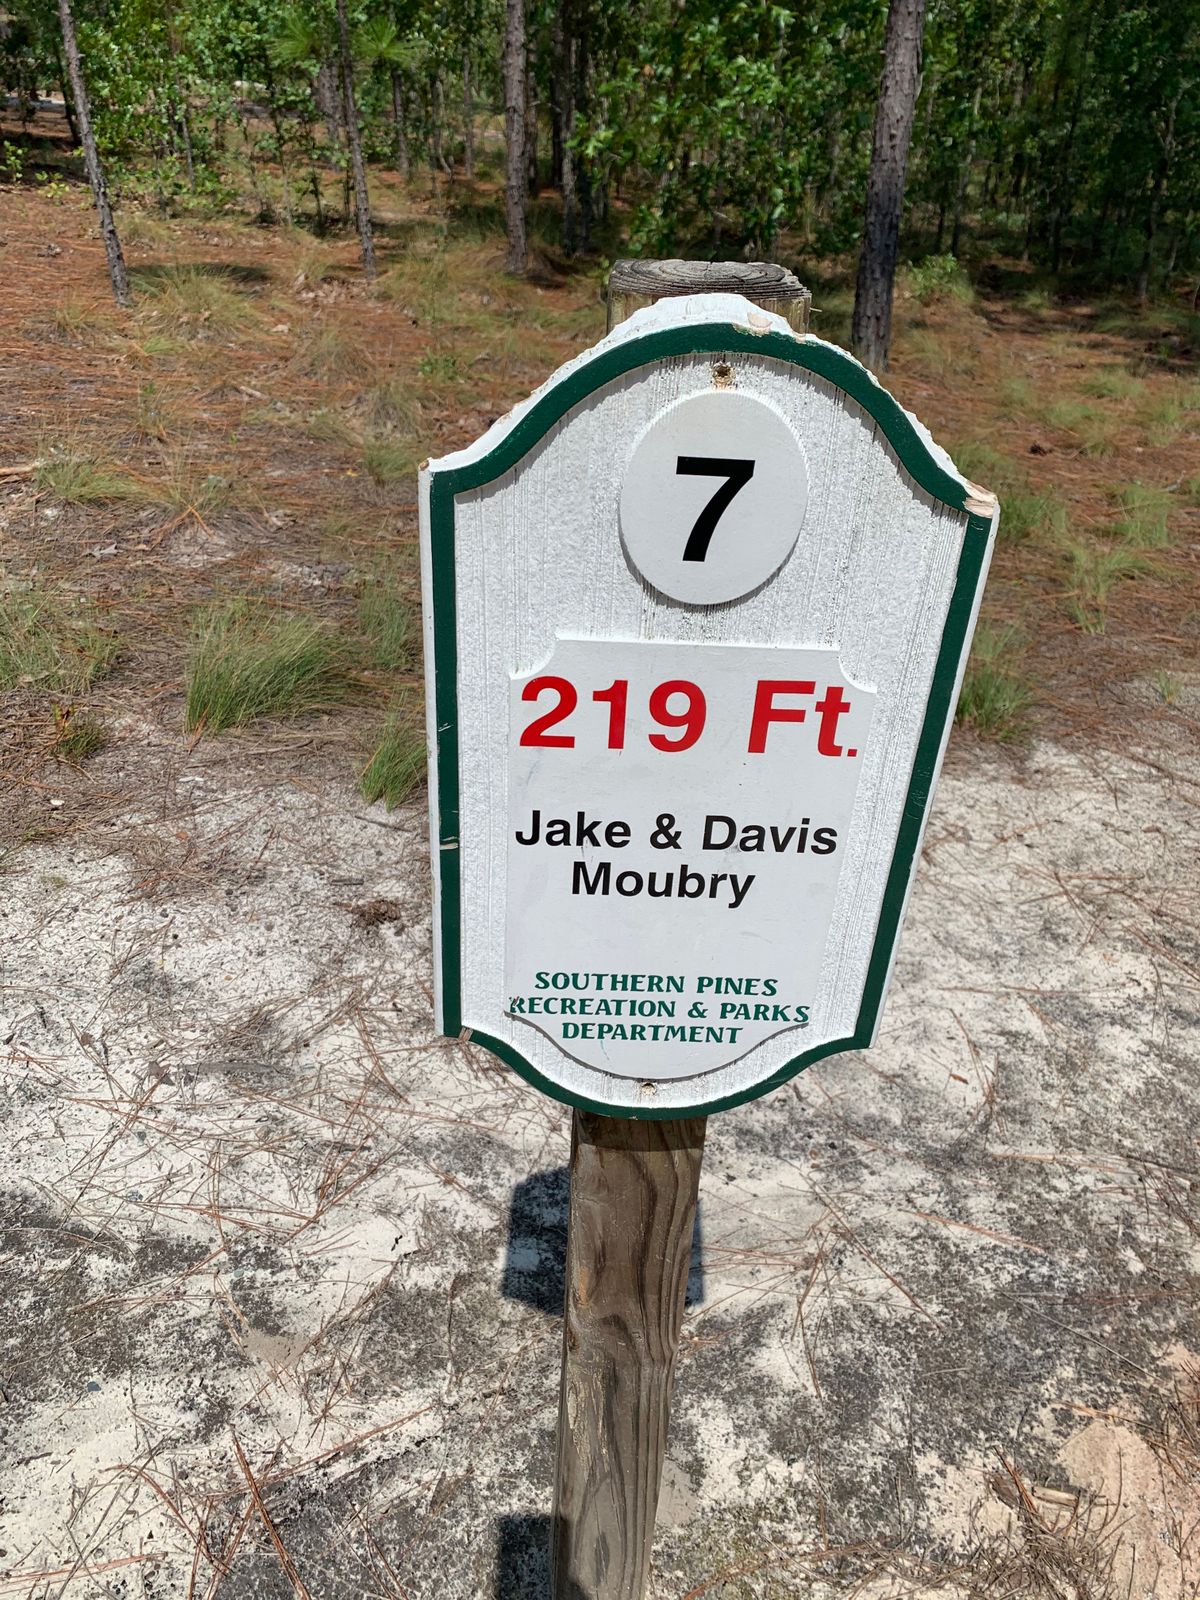 7
219 Ft.
Jake & Davis
Moubry
SOUTHERN PINES
RECREATION & PARKS
DEPARTMENT